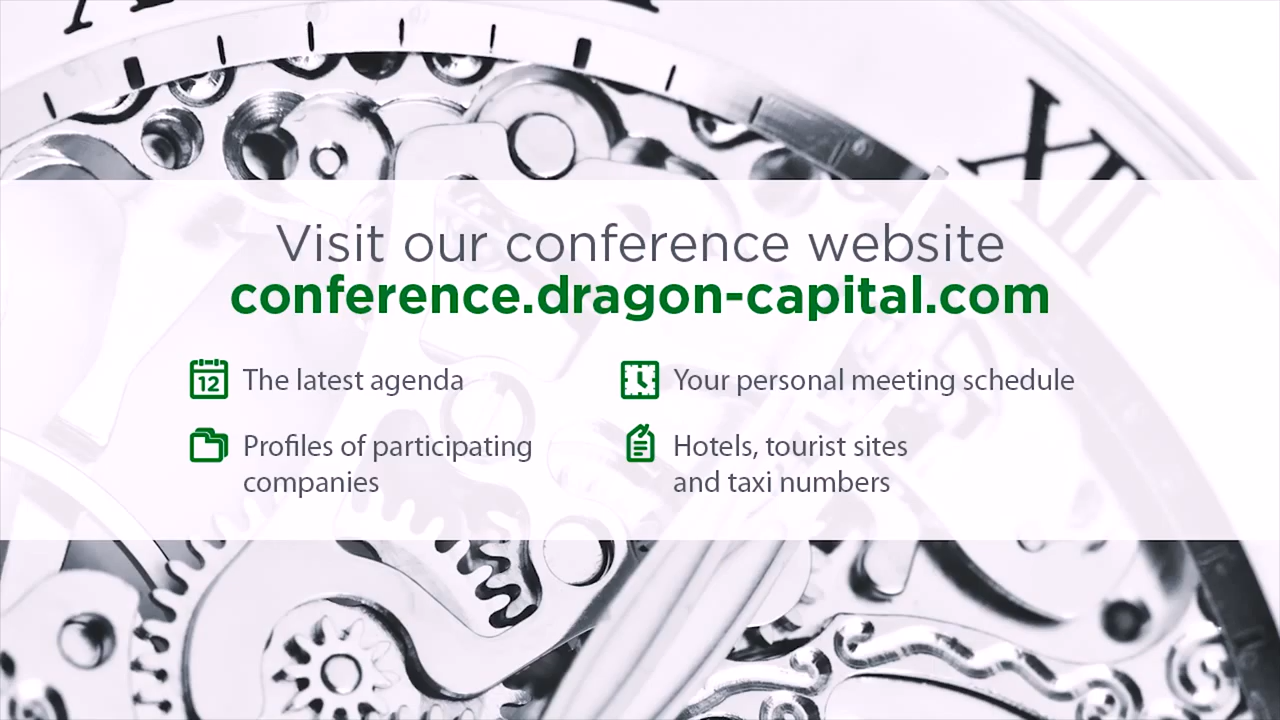 XII
Visit our conference website
conference.dragon-capital.com
12 The latest agenda
Your personal meeting schedule
Profiles of participating
companies
Hotels, tourist sites
and taxi numbers